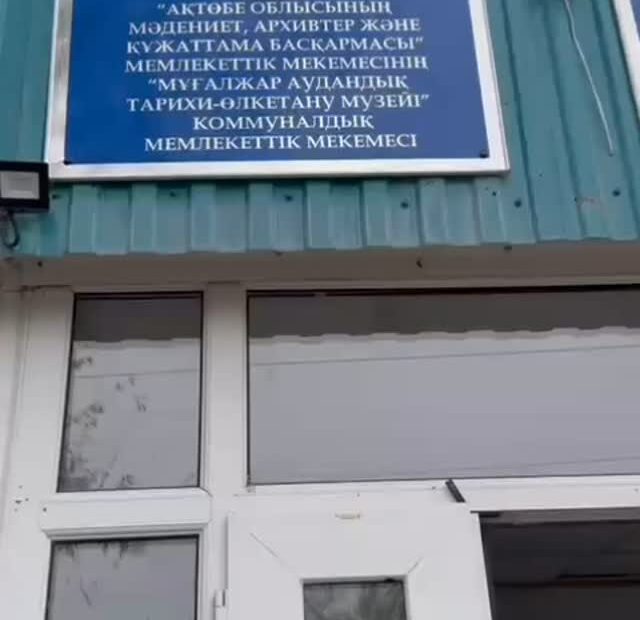 "АҚТӨБЕ ОБЛЫСЫНЫҢ
МӘДЕНИЕТ, АРХИВТЕР ЖӘНЕ
ҚҰЖАТТАМА БАСҚАРМАСЫ"
МЕМЛЕКЕТТІК МЕКЕМЕСІНІҢ
"МҰҒАЛЖАР АУДАНДЫҚ
ТАРИХИ-ӨЛКЕТАНУ МУЗЕЙІ"
КОММУНАЛДЫҚ
МЕМЛЕКЕТТІК МЕКЕМЕСІ